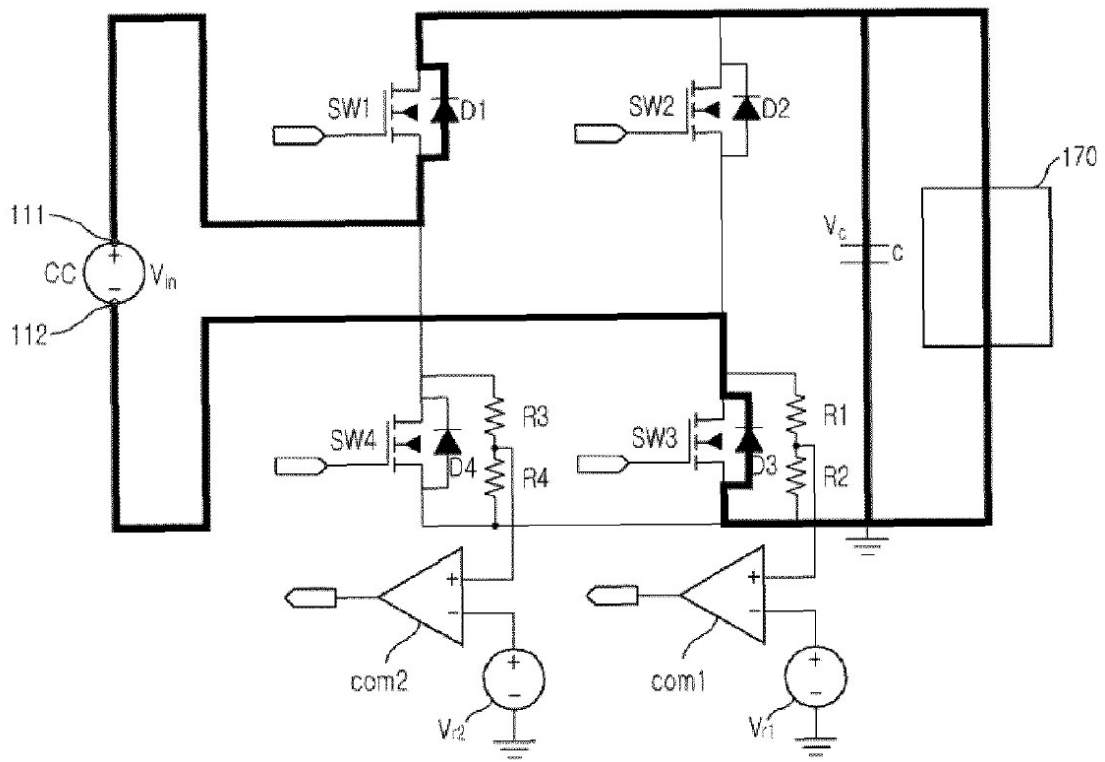 SW1
D1
SW2
D2
170
111
+
CC
Vin
-
112
Vc
C
SW4
D4
R3
R4
SW3
D3
R1
R2
+
-
com2
+
-
com1
+
-
Vr2
+
-
Vr1